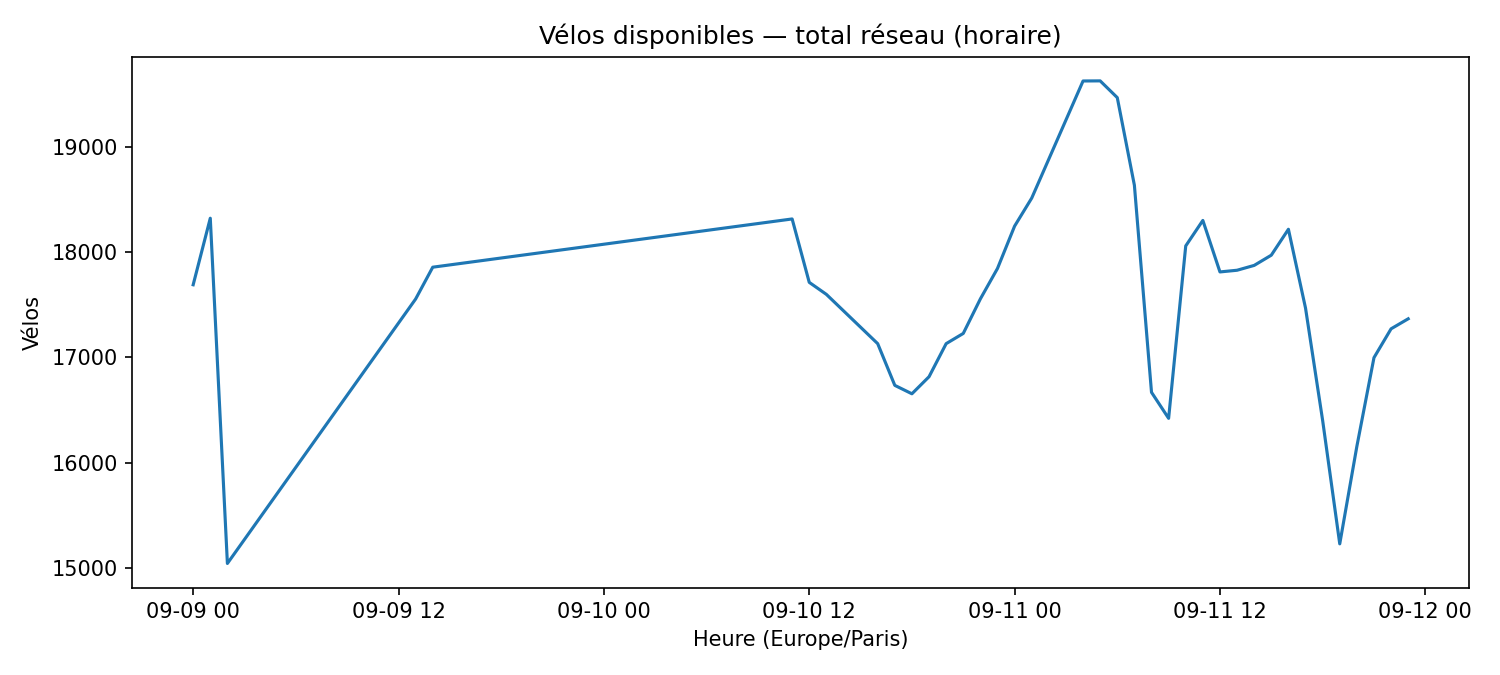 Vélos disponibles — total réseau (horaire)
Vélos
19000
18000
17000
16000
15000
09-09 00 09-09 12 09-10 00 09-10 12 09-11 00 09-11 12 09-12 00
Heure (Europe/Paris)